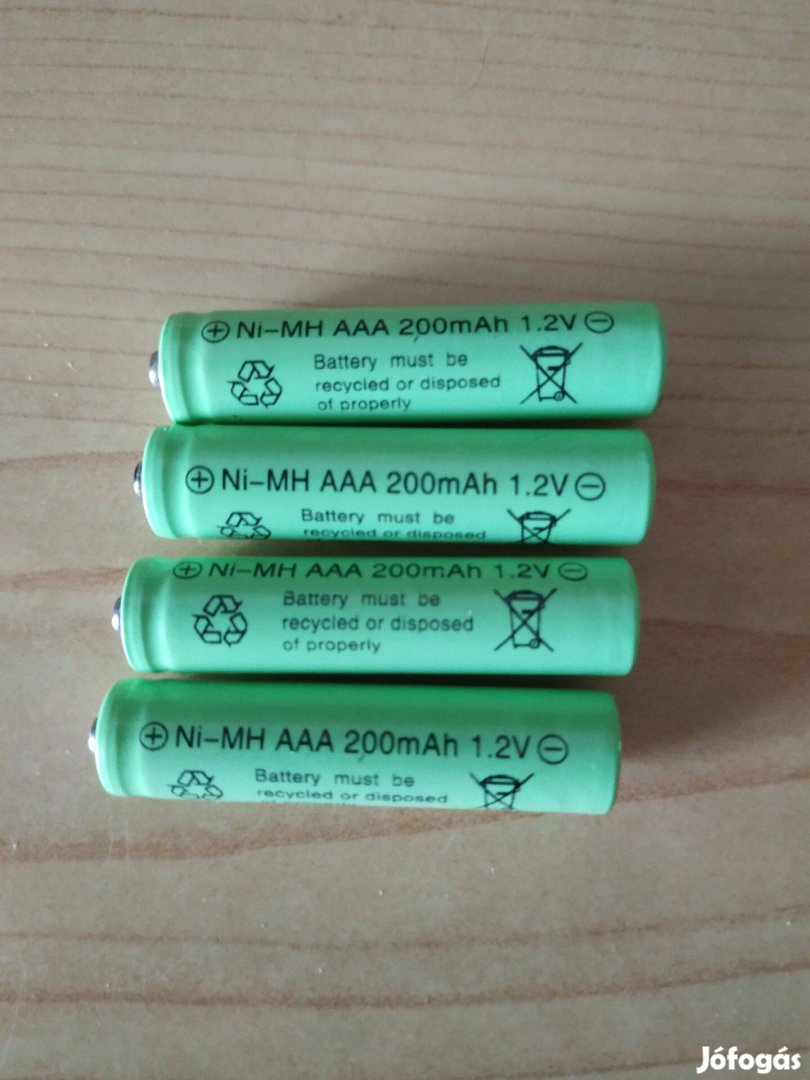 ⊕ Ni-MH AAA 200mAh 1.2V ⊖
Battery must be
recycled or disposed
of properly
⊕ Ni-MH AAA 200mAh 1.2V ⊖
Battery must be
recycled or disposed
⊕ Ni-MH AAA 200mAh 1.2V ⊖
Battery must be
recycled or disposed
of properly
⊕ Ni-MH AAA 200mAh 1.2V ⊖
Battery must be
recycled or disposed
Jófogás